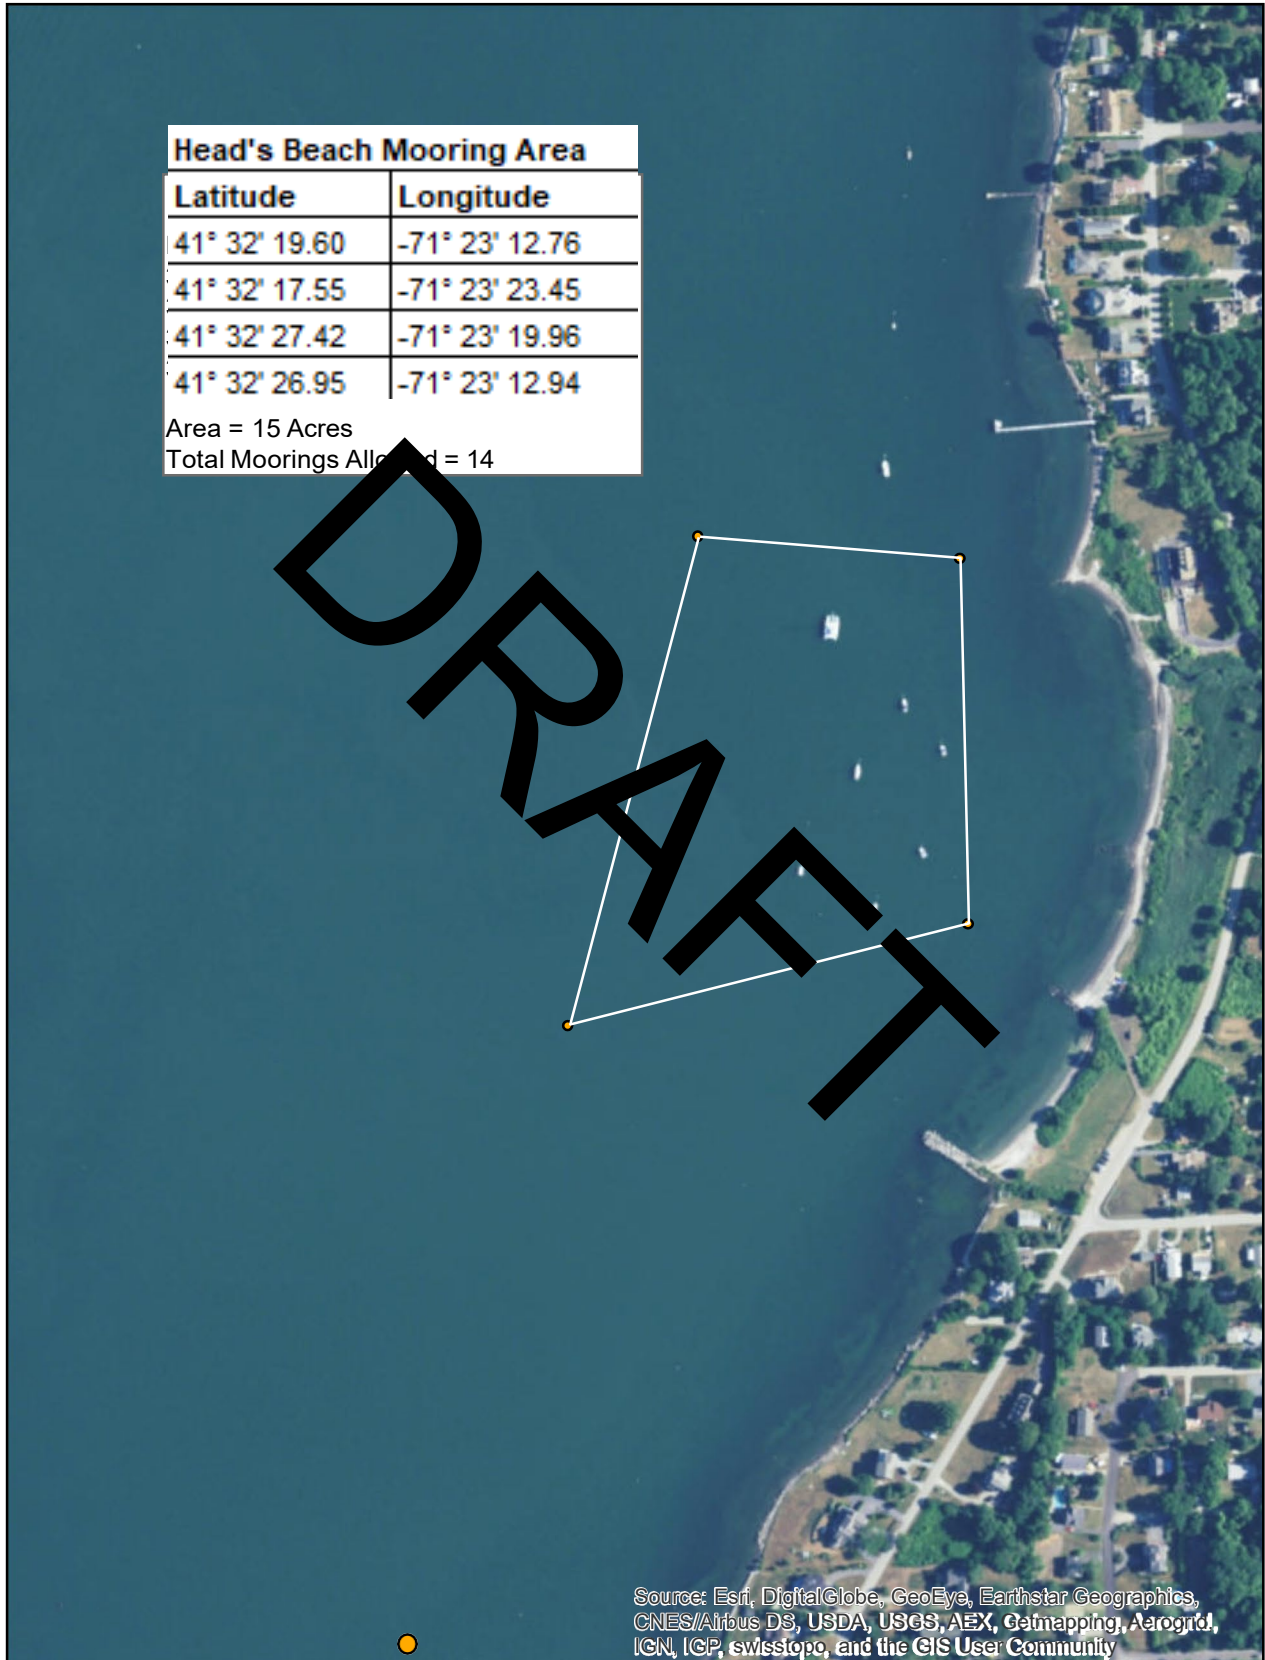 Head's Beach Mooring Area
Latitude Longitude
41° 32' 19.60 -71° 23' 12.76
41° 32' 17.55 -71° 23' 23.45
41° 32' 27.42 -71° 23' 19.96
41° 32' 26.95 -71° 23' 12.94
Area = 15 Acres
Total Moorings = 14
DRAFT
Source: Esri, DigitalGlobe, GeoEye, Earthstar Geographics,
CNES/Airbus DS, USDA, USGS, AEX, Getmapping, Aerogrid,
IGN, IGP, swisstopo, and the GIS User Community